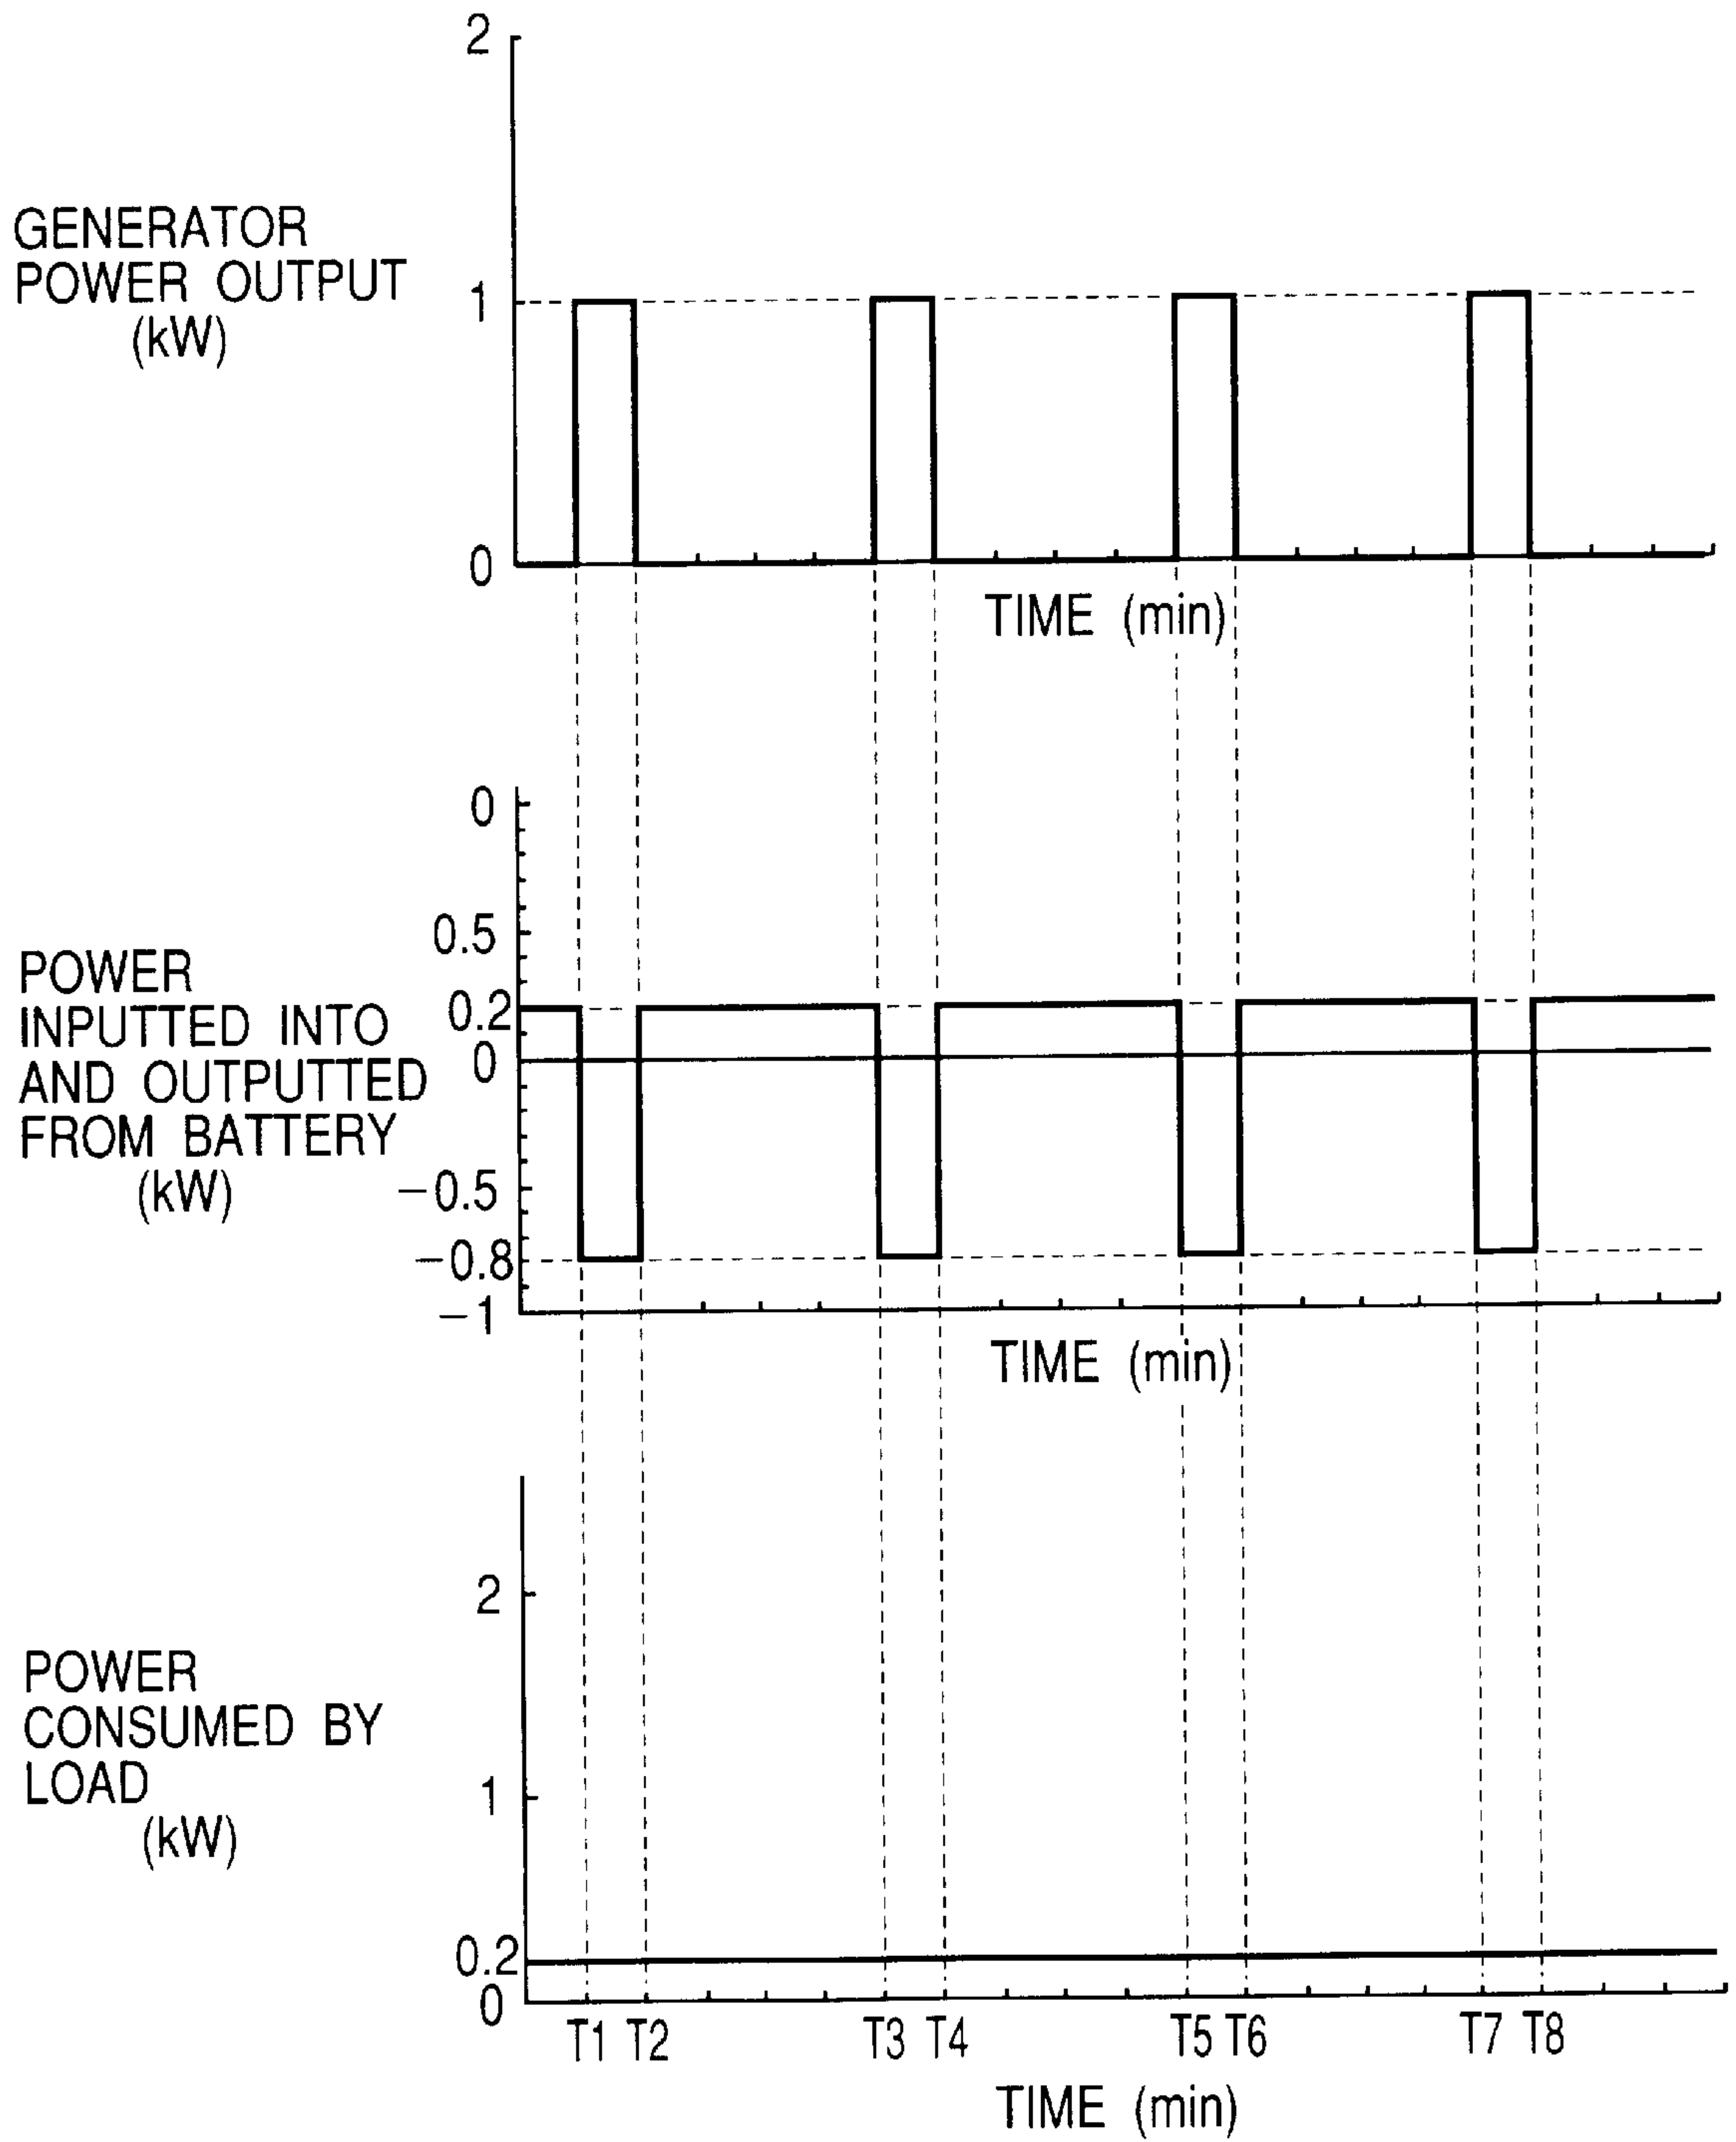 2
GENERATOR
POWER OUTPUT
(kW)
1
0
TIME (min)
0
0.5
POWER
INPUTTED INTO
AND OUTPUTTED
FROM BATTERY
(kW)
0.2
0
−0.5
−0.8
−1
TIME (min)
2
POWER
CONSUMED BY
LOAD
(kW)
1
0.2
0
T1 T2 T3 T4 T5 T6 T7 T8
TIME (min)